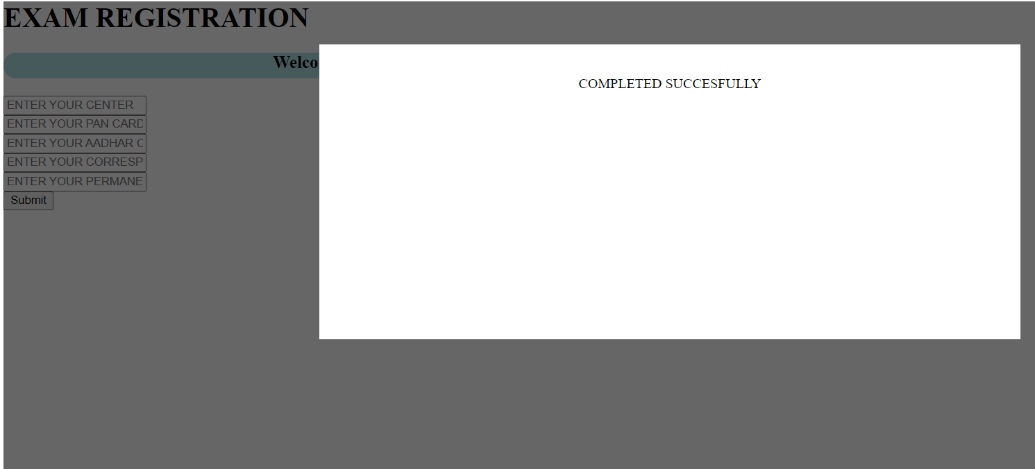 EXAM REGISTRATION
Welco
COMPLETED SUCCESFULLY
ENTER YOUR CENTER
ENTER YOUR PAN CARD
ENTER YOUR AADHAR C
ENTER YOUR CORRESP
ENTER YOUR PERMANE
Submit